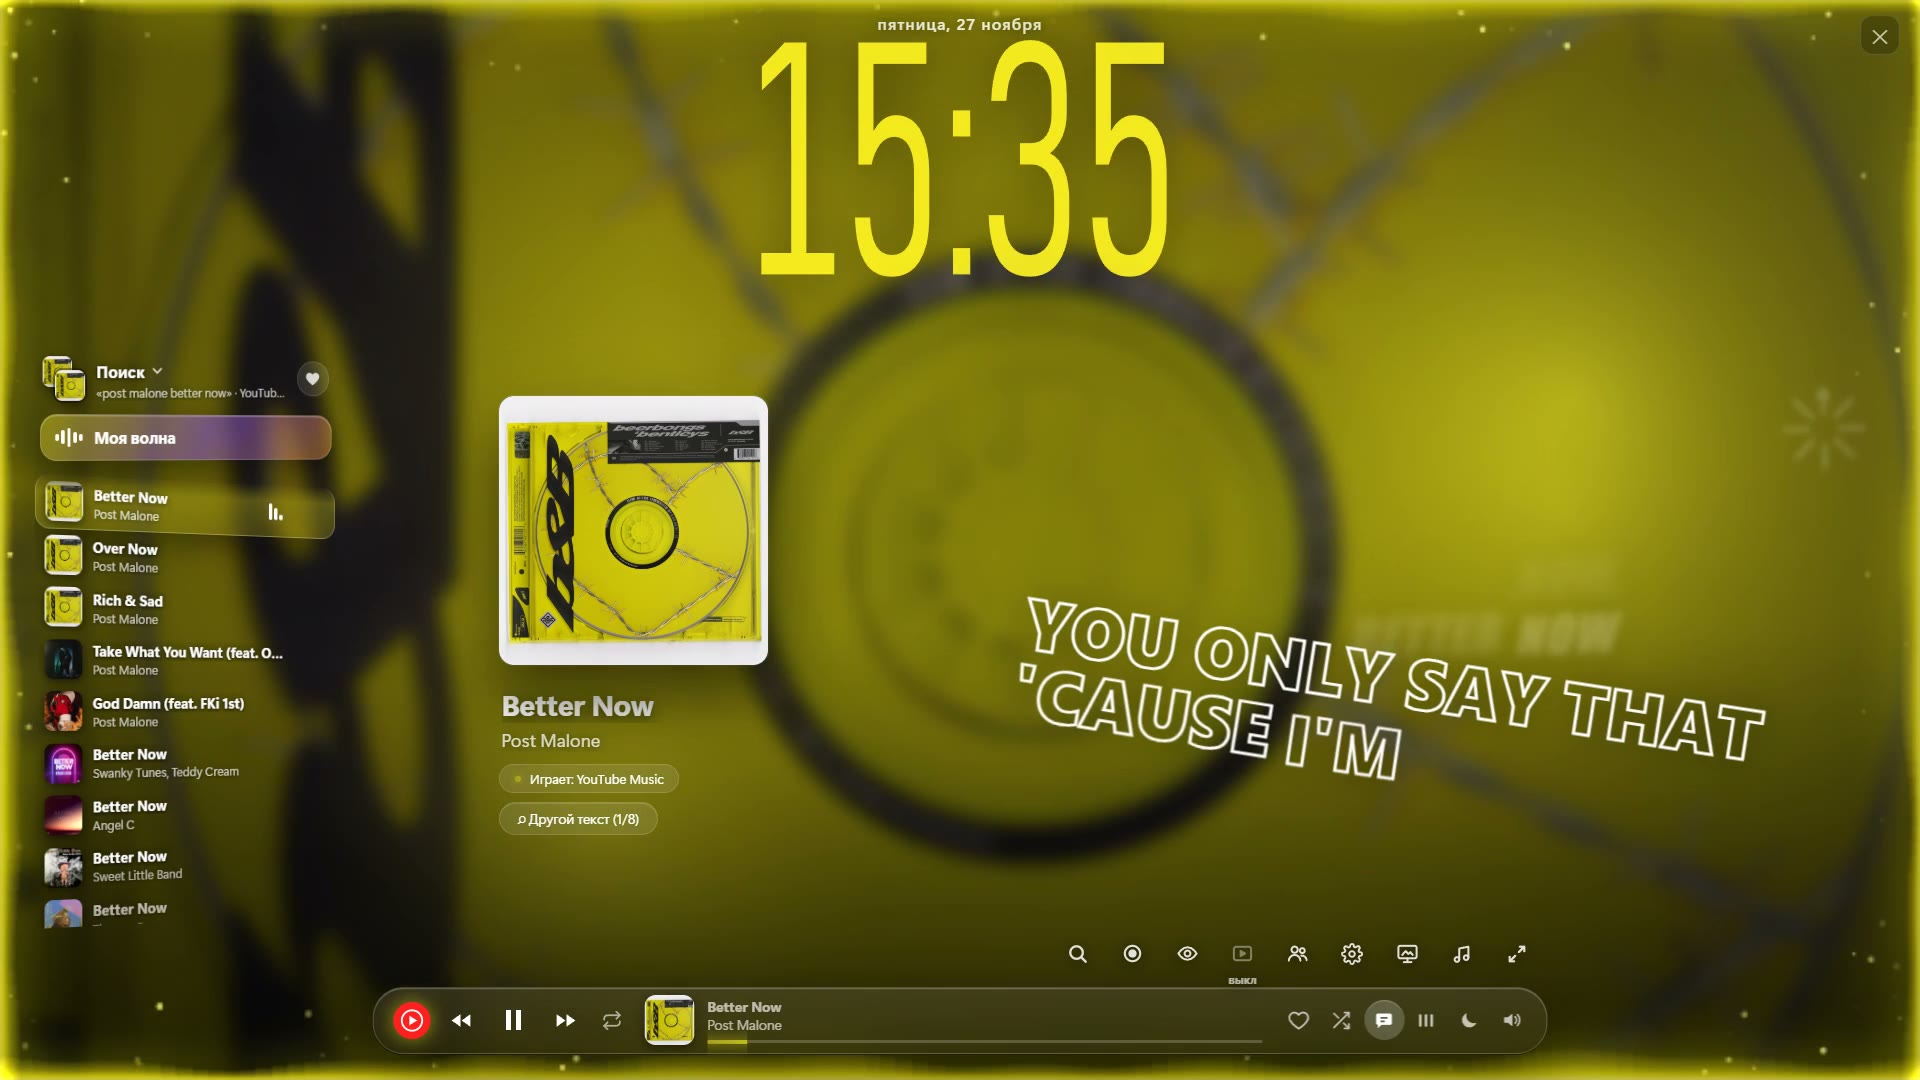 пятница, 27 ноября
15:35
Поиск
«post malone better now» · YouTub...
Моя волна
Better Now
Post Malone
Over Now
Post Malone
Rich & Sad
Post Malone
Take What You Want (feat. O...
Post Malone
God Damn (feat. FKi 1st)
Post Malone
Better Now
Swanky Tunes, Teddy Cream
Better Now
Angel C
Better Now
Sweet Little Band
Better Now
beerbongs
bentleys
Better Now
Post Malone
Играет: YouTube Music
Другой текст (1/8)
BETTER NOW
YOU ONLY SAY THAT
'CAUSE I'M
выкл
Better Now
Post Malone